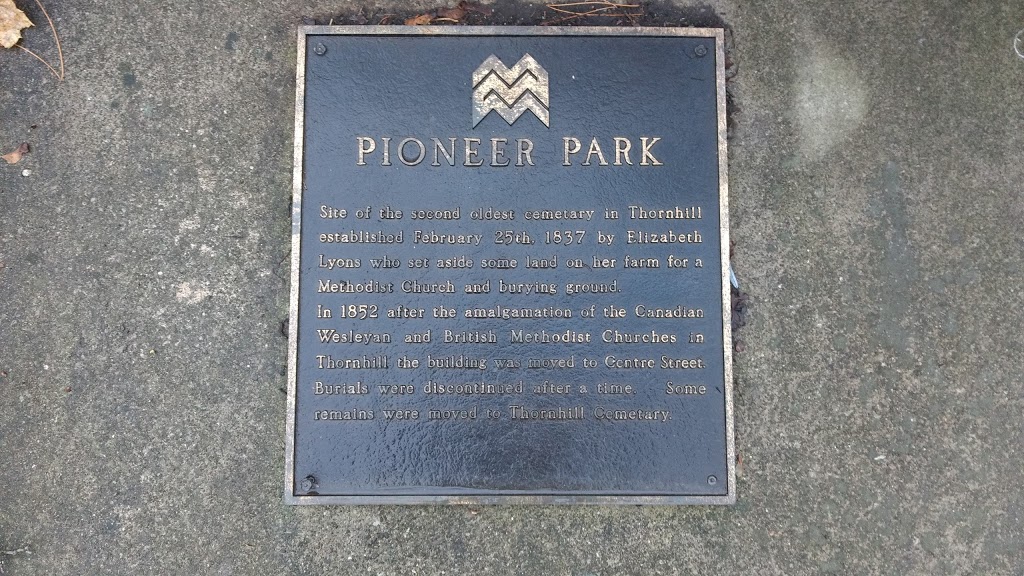 PIONEER PARK
Site of the second oldest cemetary in Thornhill
established February 25th, 1837 by Elizabeth
Lyons who set aside some land on her farm for a
Methodist Church and burying ground.
In 1852 after the amalgamation of the Canadian
Wesleyan and British Methodist Churches in
Thornhill the building was moved to Centre Street.
Burials were discontinued after a time. Some
remains were moved to Thornhill Cemetary.